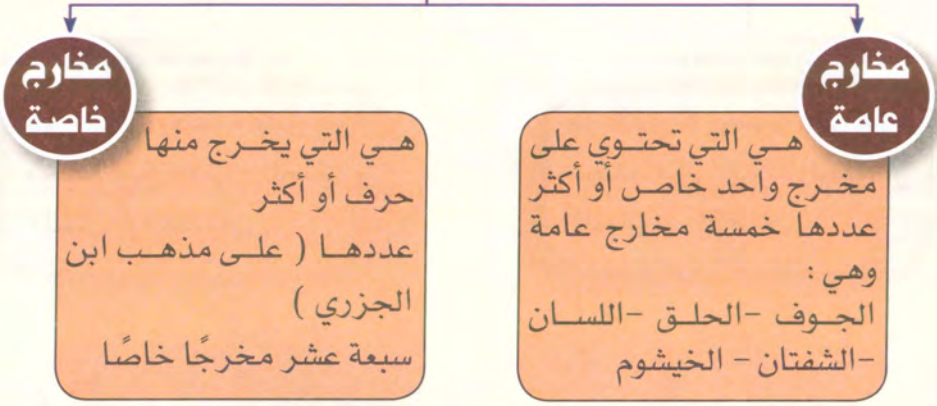 مخارج
عامة
هي التي تحتوي على
مخرج واحد خاص أو أكثر
عددها خمسة مخارج عامة
وهي :
الجوف -الحلق -اللسان
-الشفتان - الخيشوم
مخارج
خاصة
هي التي يخرج منها
حرف أو أكثر
عددها ( على مذهب ابن
الجزري )
سبعة عشر مخرجًا خاصًا